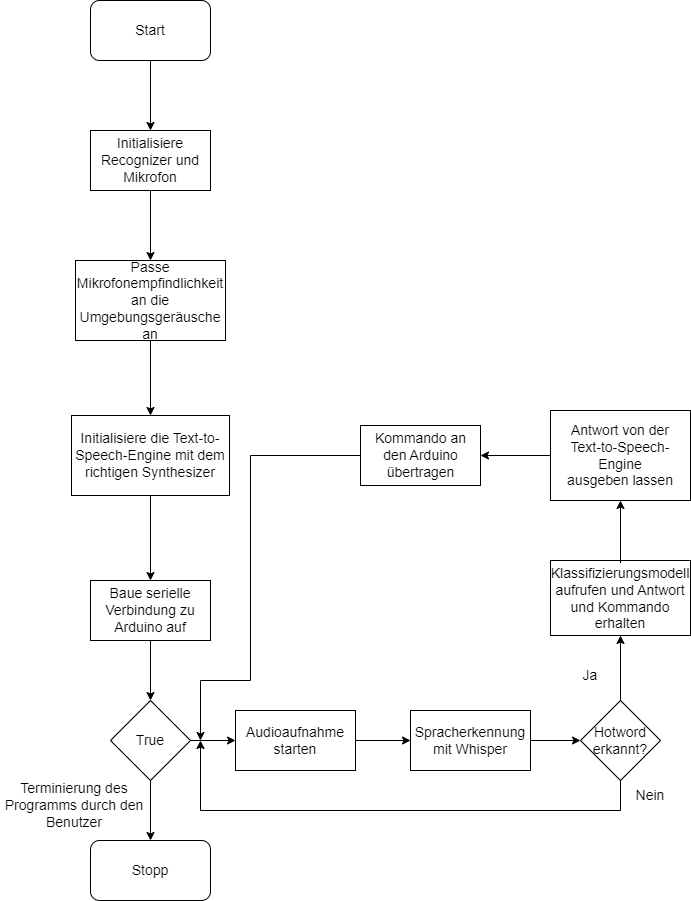 Start
Initialisiere
Recognizer und
Mikrofon
Passe
Mikrofonempfindlichkeit
an die
Umgebungsgeräusche
an
Initialisiere die Text-to-
Speech-Engine mit dem
richtigen Synthesizer
Kommando an
den Arduino
übertragen
Antwort von der
Text-to-Speech-
Engine
ausgeben lassen
Baue serielle
Verbindung zu
Arduino auf
Klassifizierungsmodell
aufrufen und Antwort
und Kommando
erhalten
Ja
True
Audioaufnahme
starten
Spracherkennung
mit Whisper
Hotword
erkannt?
Nein
Terminierung des
Programms durch den
Benutzer
Stopp